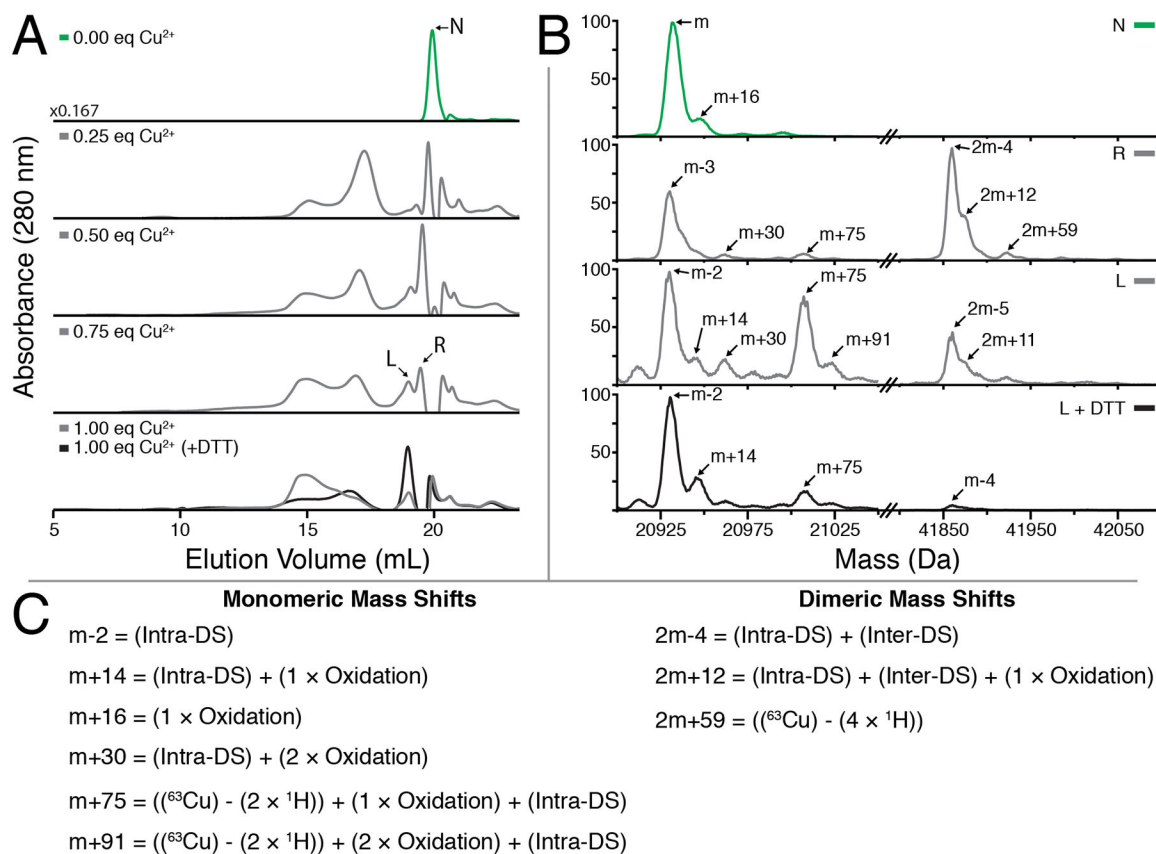 A
0.00 eq Cu²⁺
N
x0.167
0.25 eq Cu²⁺
0.50 eq Cu²⁺
0.75 eq Cu²⁺
L
R
1.00 eq Cu²⁺
1.00 eq Cu²⁺ (+DTT)
Absorbance (280 nm)
5 10 15 20
Elution Volume (mL)
B
100
50
m
m+16
N
100
50
m-3
m+30
m+75
2m-4
2m+12
2m+59
R
100
50
m-2
m+14
m+30
m+75
m+91
2m-5
2m+11
L
100
50
m-2
m+14
m+75
m-4
L + DTT
20925 20975 21025 41850 41950 42050
Mass (Da)
C
Monomeric Mass Shifts
m-2 = (Intra-DS)
m+14 = (Intra-DS) + (1 × Oxidation)
m+16 = (1 × Oxidation)
m+30 = (Intra-DS) + (2 × Oxidation)
m+75 = ((⁶³Cu) - (2 × ¹H)) + (1 × Oxidation) + (Intra-DS)
m+91 = ((⁶³Cu) - (2 × ¹H)) + (2 × Oxidation) + (Intra-DS)
Dimeric Mass Shifts
2m-4 = (Intra-DS) + (Inter-DS)
2m+12 = (Intra-DS) + (Inter-DS) + (1 × Oxidation)
2m+59 = ((⁶³Cu) - (4 × ¹H))